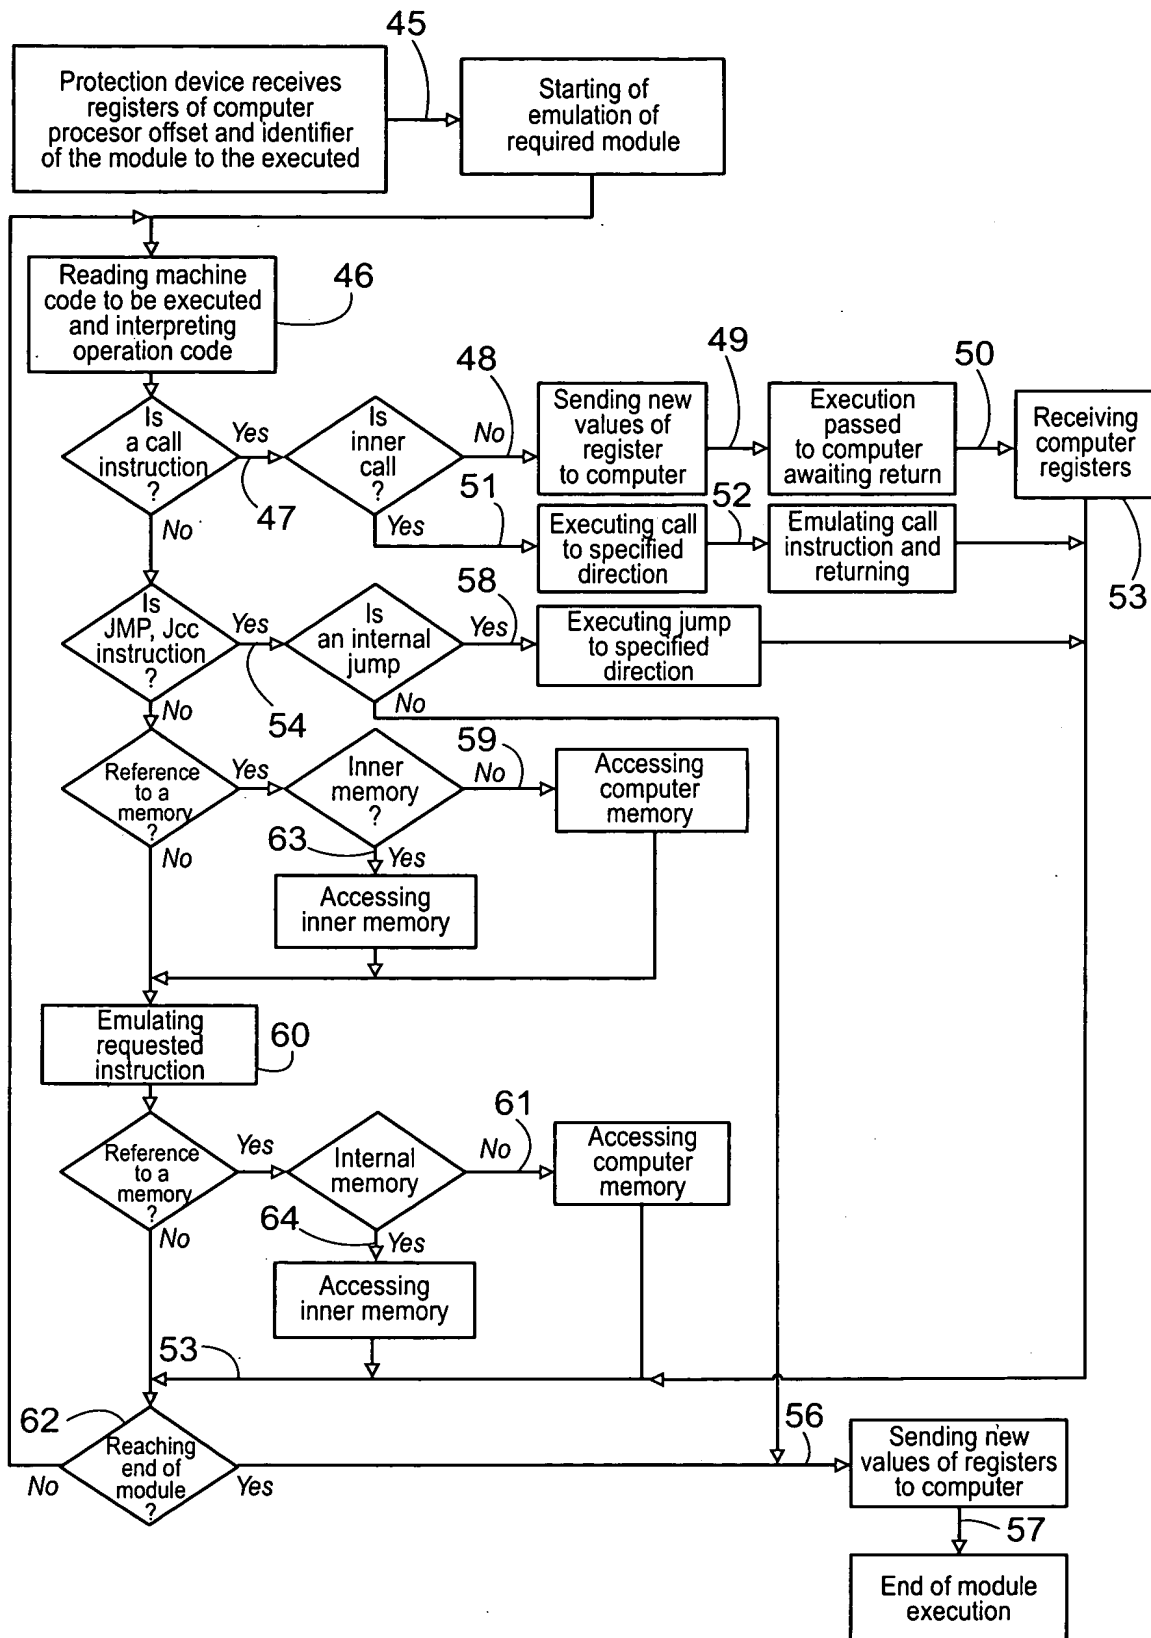 45
Protection device receives
registers of computer
procesor offset and identifier
of the module to the executed
Starting of
emulation of
required module
Reading machine
code to be executed
and interpreting
operation code
46
Is
a call
instruction
?
Yes
47
No
Is
inner
call
?
No
48
Yes
51
Sending new
values of
register
to computer
49
Execution
passed
to computer
awaiting return
50
Receiving
computer
registers
53
Executing call
to specified
direction
52
Emulating call
instruction and
returning
Is
JMP, Jcc
instruction
?
Yes
54
No
Is
an internal
jump
Yes
58
No
Executing jump
to specified
direction
Reference
to a
memory
?
Yes
No
Inner
memory
?
No
59
63
Yes
Accessing
computer
memory
Accessing
inner memory
Emulating
requested
instruction
60
Reference
to a
memory
?
Yes
No
Internal
memory
No
61
64
Yes
Accessing
computer
memory
Accessing
inner memory
53
62
Reaching
end of
module
?
No
Yes
56
Sending new
values of registers
to computer
57
End of module
execution